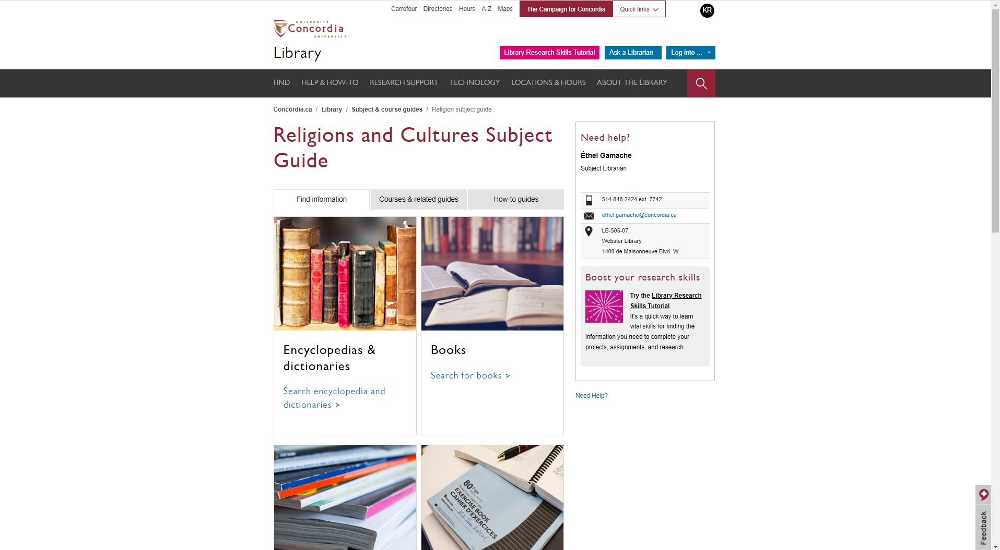 Carrefour Directories Hours A-Z Maps The Campaign for Concordia Quick links KR
UNIVERSITÉ
Concordia
UNIVERSITY
Library
Library Research Skills Tutorial Ask a Librarian Log into ...
FIND HELP & HOW-TO RESEARCH SUPPORT TECHNOLOGY LOCATIONS & HOURS ABOUT THE LIBRARY
Concordia.ca / Library / Subject & course guides / Religion subject guide
Religions and Cultures Subject
Guide
Find information Courses & related guides How-to guides
Encyclopedias &
dictionaries
Search encyclopedia and
dictionaries >
Books
Search for books >
80 Pages
EXERCISE BOOK
CAHIER D'EXERCICES
Need help?
Éthel Gamache
Subject Librarian
514-848-2424 ext. 7742
ethel.gamache@concordia.ca
LB-505-07
Webster Library
1400 de Maisonneuve Blvd. W.
Boost your research skills
Try the Library Research
Skills Tutorial.
It's a quick way to learn
vital skills for finding the
information you need to complete your
projects, assignments, and research.
Need Help?
Feedback